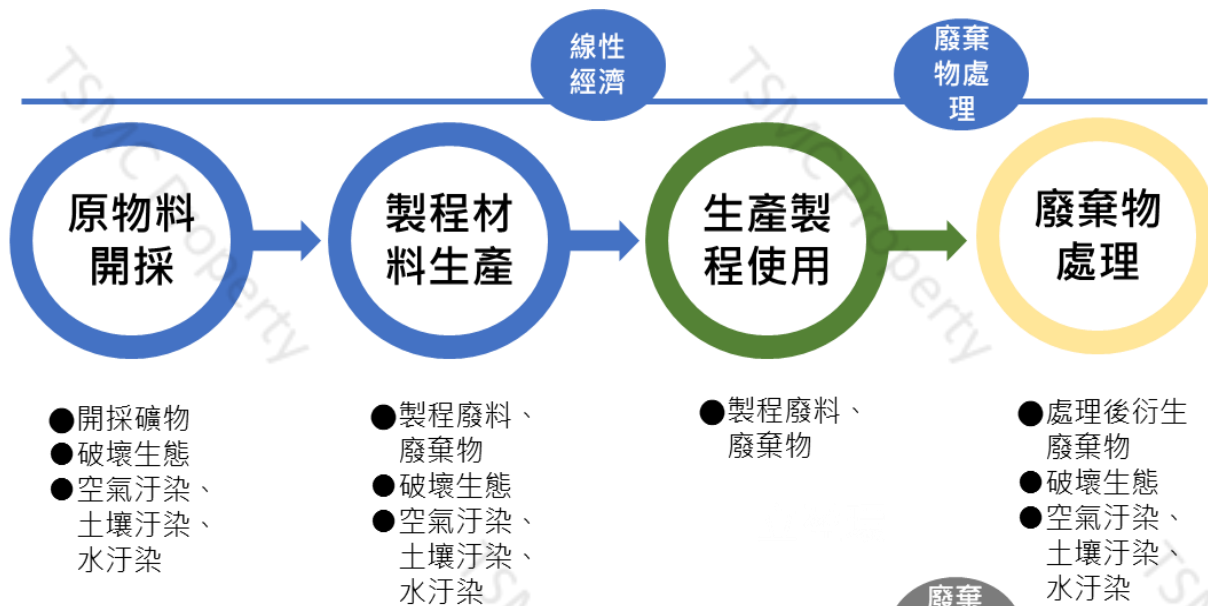 線性
經濟
廢棄
物處
理
原物料
開採
製程材
料生產
生產製
程使用
廢棄物
處理
●開採礦物
●破壞生態
●空氣汙染、
土壤汙染、
水汙染
●製程廢料、
廢棄物
●破壞生態
●空氣汙染、
土壤汙染、
水汙染
●製程廢料、
廢棄物
●處理後衍生
廢棄物
●破壞生態
●空氣汙染、
土壤汙染、
水汙染
廢棄
TSMC Property
TSMC Property